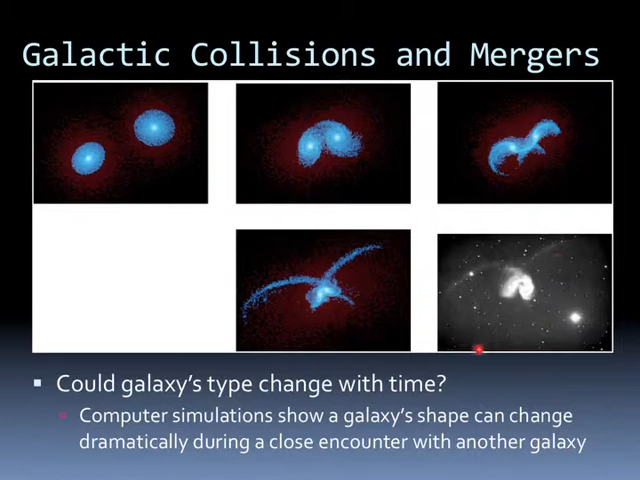 Galactic Collisions and Mergers
Could galaxy's type change with time?
Computer simulations show a galaxy's shape can change
dramatically during a close encounter with another galaxy